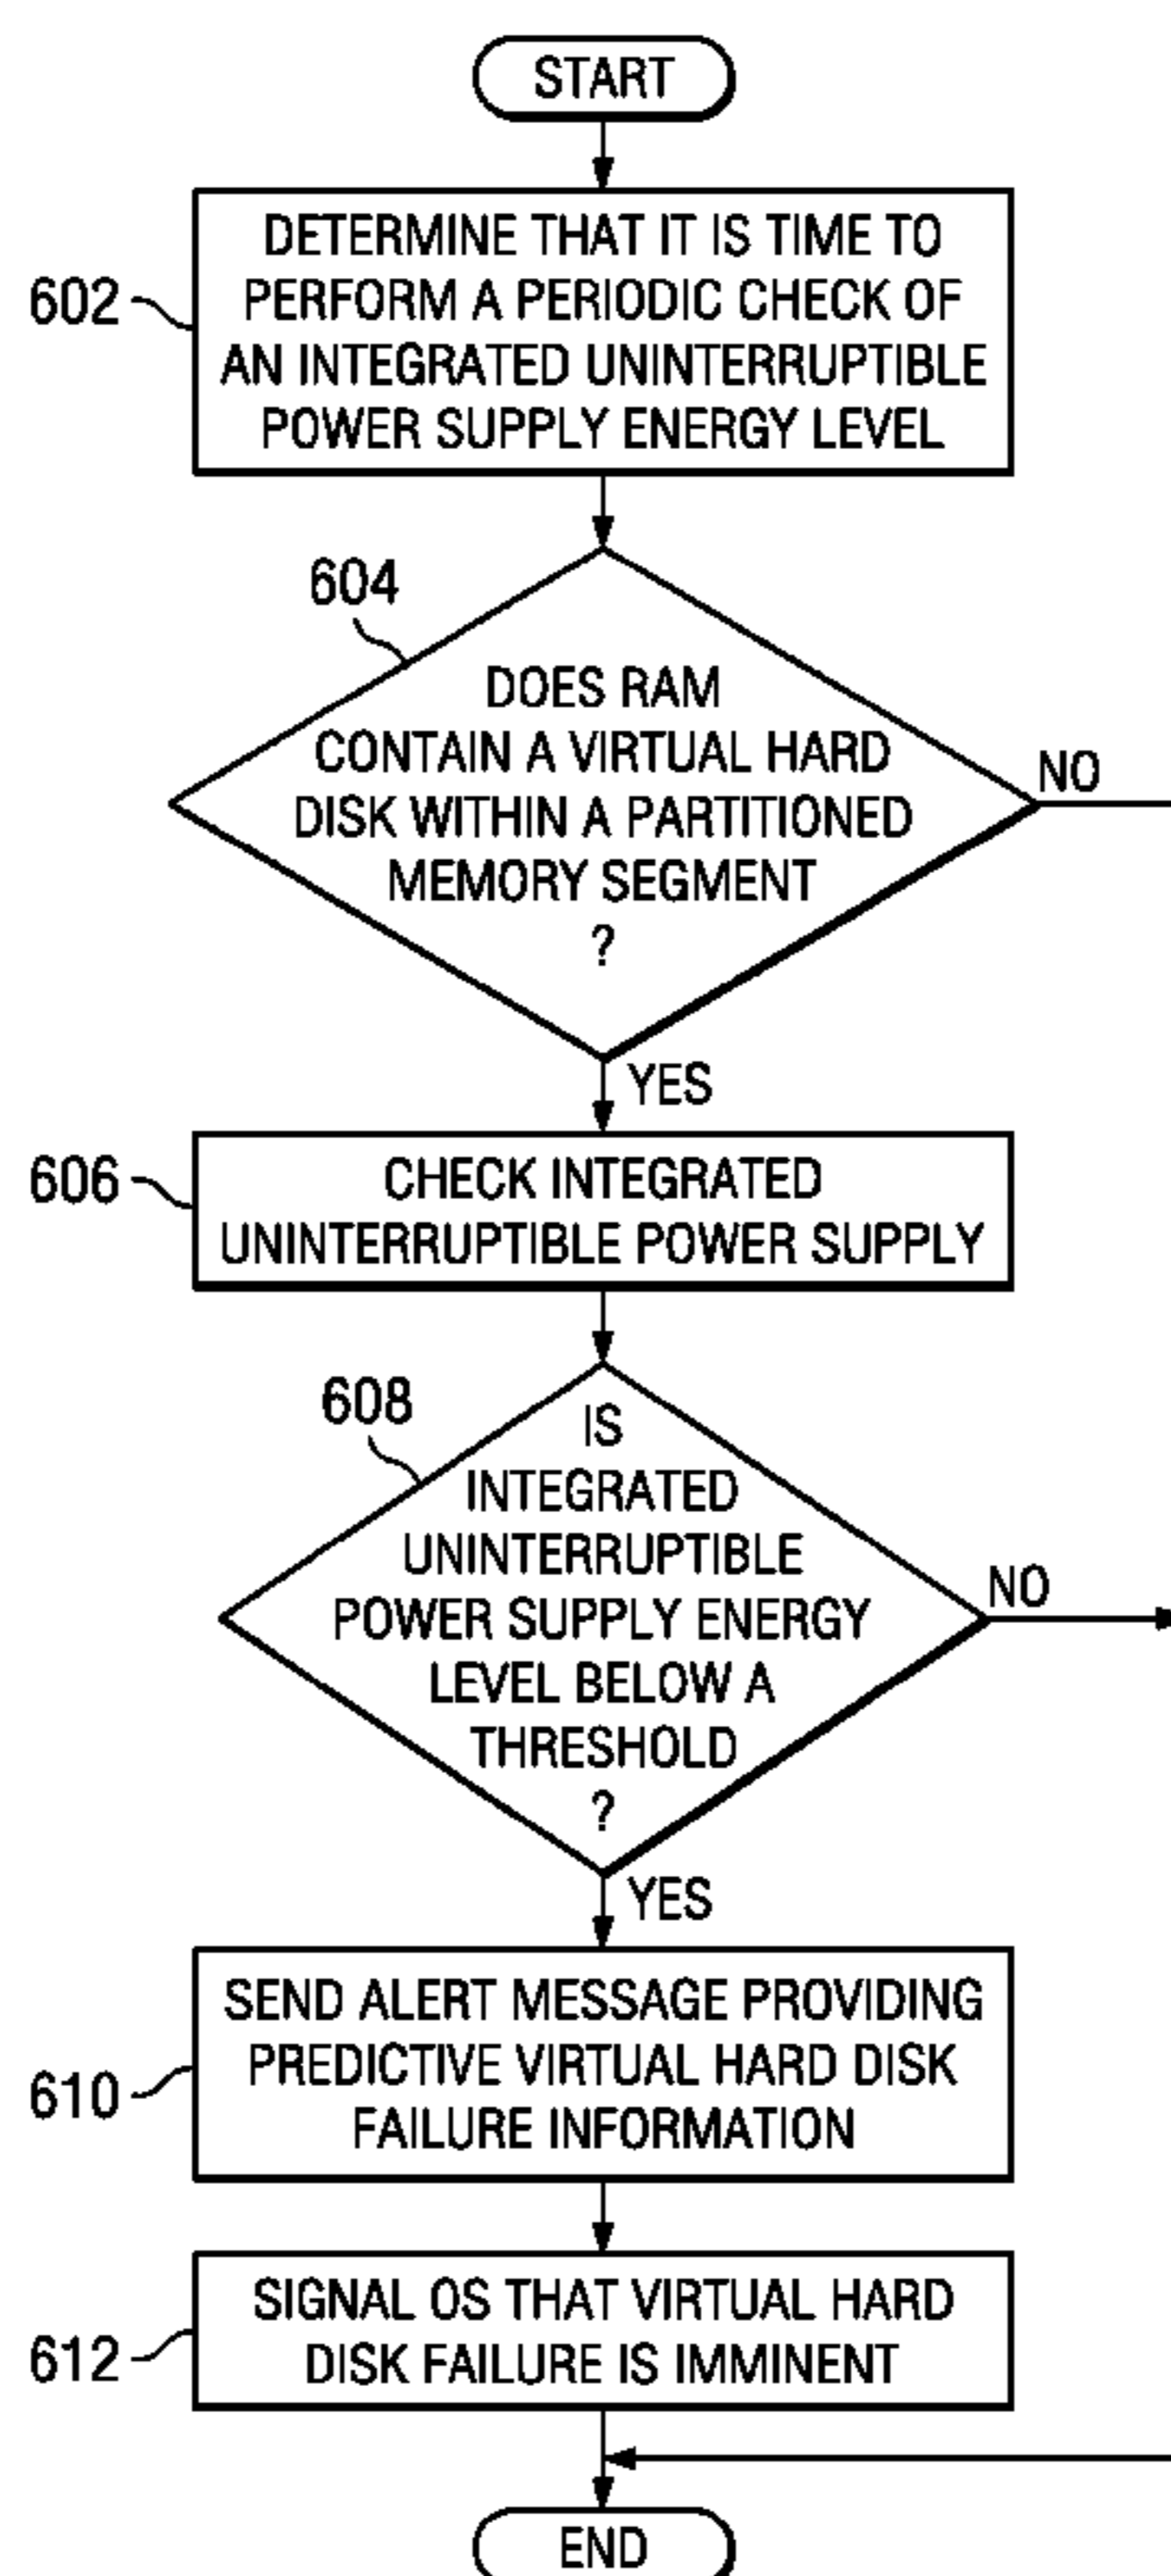 START
602
DETERMINE THAT IT IS TIME TO
PERFORM A PERIODIC CHECK OF
AN INTEGRATED UNINTERRUPTIBLE
POWER SUPPLY ENERGY LEVEL
604
DOES RAM
CONTAIN A VIRTUAL HARD
DISK WITHIN A PARTITIONED
MEMORY SEGMENT
?
NO
YES
606
CHECK INTEGRATED
UNINTERRUPTIBLE POWER SUPPLY
608
IS
INTEGRATED
UNINTERRUPTIBLE
POWER SUPPLY ENERGY
LEVEL BELOW A
THRESHOLD
?
NO
YES
610
SEND ALERT MESSAGE PROVIDING
PREDICTIVE VIRTUAL HARD DISK
FAILURE INFORMATION
612
SIGNAL OS THAT VIRTUAL HARD
DISK FAILURE IS IMMINENT
END